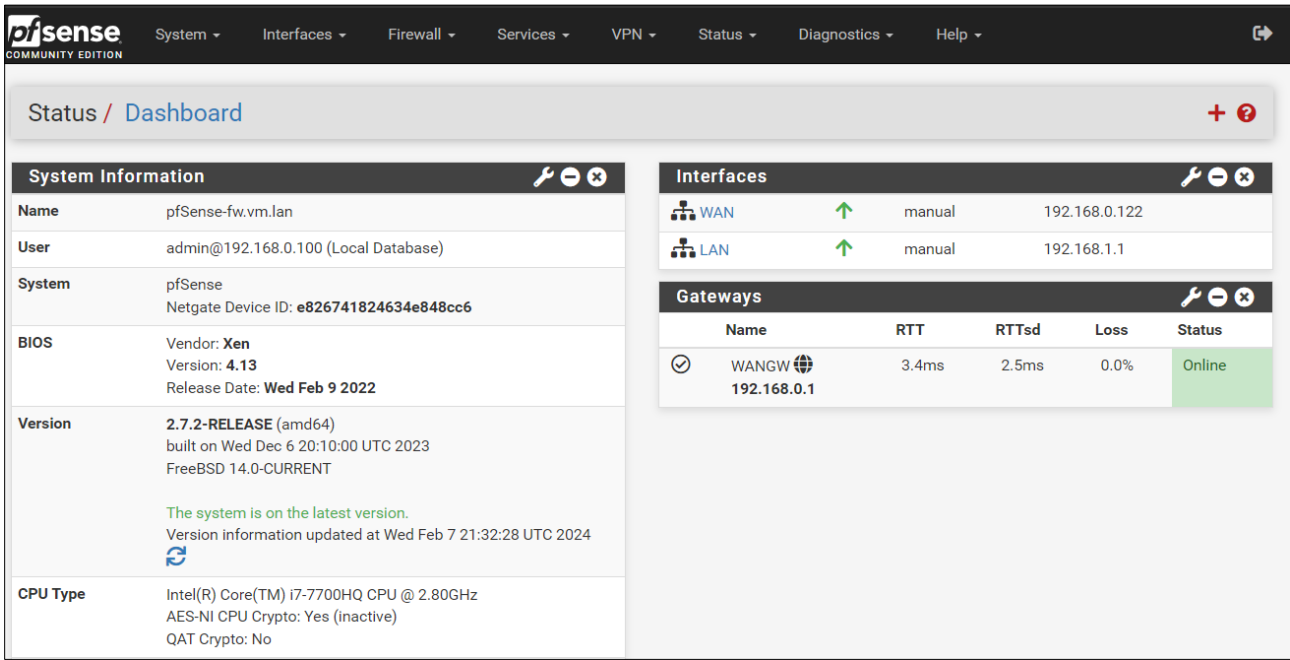 pfsense
COMMUNITY EDITION
System Interfaces Firewall Services VPN Status Diagnostics Help
Status / Dashboard
System Information
Name pfSense-fw.vm.lan
User admin@192.168.0.100 (Local Database)
System pfSense
Netgate Device ID: e826741824634e848cc6
BIOS Vendor: Xen
Version: 4.13
Release Date: Wed Feb 9 2022
Version 2.7.2-RELEASE (amd64)
built on Wed Dec 6 20:10:00 UTC 2023
FreeBSD 14.0-CURRENT
The system is on the latest version.
Version information updated at Wed Feb 7 21:32:28 UTC 2024
CPU Type Intel(R) Core(TM) i7-7700HQ CPU @ 2.80GHz
AES-NI CPU Crypto: Yes (inactive)
QAT Crypto: No
Interfaces
WAN manual 192.168.0.122
LAN manual 192.168.1.1
Gateways
Name RTT RTTsd Loss Status
WANGW 3.4ms 2.5ms 0.0% Online
192.168.0.1